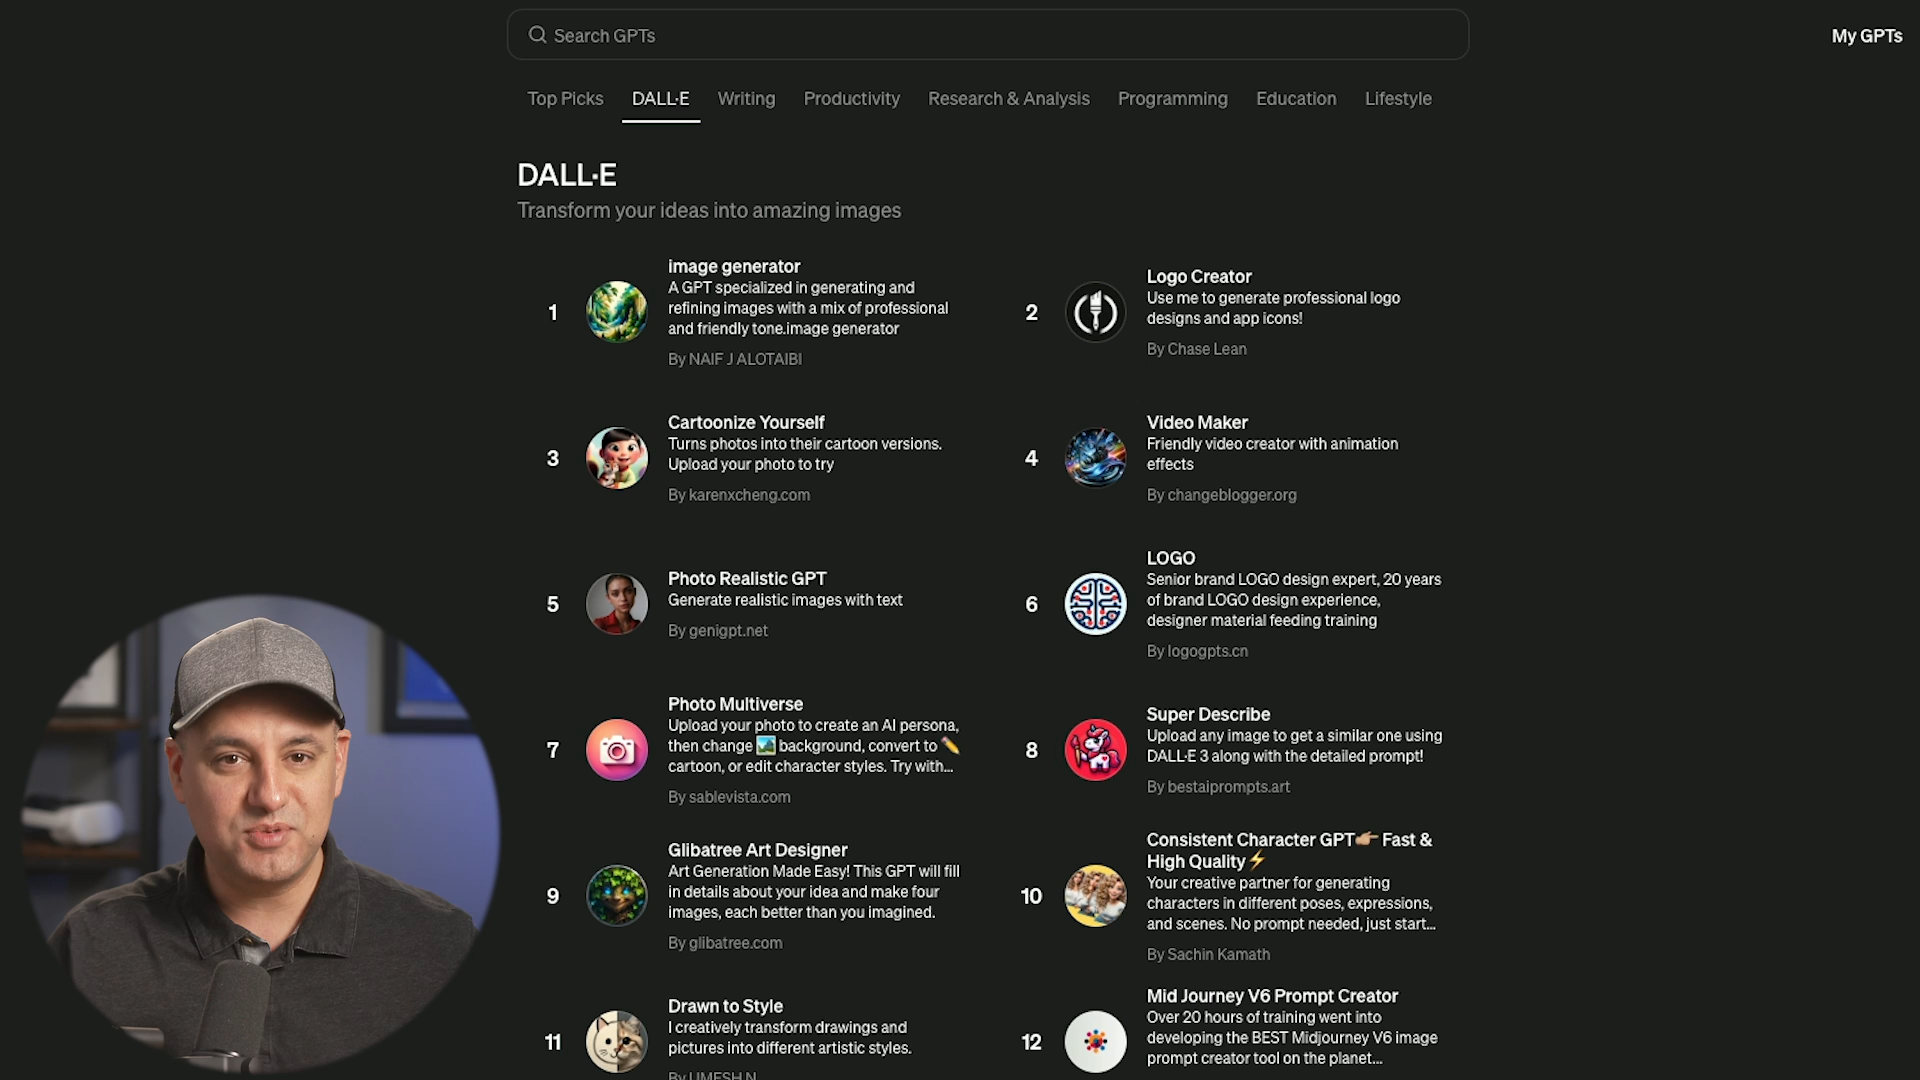 Search GPTs
My GPTs
Top Picks
DALL·E
Writing
Productivity
Research & Analysis
Programming
Education
Lifestyle
DALL·E
Transform your ideas into amazing images
1
image generator
A GPT specialized in generating and
refining images with a mix of professional
and friendly tone.image generator
By NAIF J ALOTAIBI
2
Logo Creator
Use me to generate professional logo
designs and app icons!
By Chase Lean
3
Cartoonize Yourself
Turns photos into their cartoon versions.
Upload your photo to try
By karenxcheng.com
4
Video Maker
Friendly video creator with animation
effects
By changeblogger.org
5
Photo Realistic GPT
Generate realistic images with text
By genigpt.net
6
LOGO
Senior brand LOGO design expert, 20 years
of brand LOGO design experience,
designer material feeding training
By logogpts.cn
7
Photo Multiverse
Upload your photo to create an AI persona,
then change 🖼️ background, convert to ✏️
cartoon, or edit character styles. Try with...
By sablevista.com
8
Super Describe
Upload any image to get a similar one using
DALL·E 3 along with the detailed prompt!
By bestaiprompts.art
9
Glibatree Art Designer
Art Generation Made Easy! This GPT will fill
in details about your idea and make four
images, each better than you imagined.
By glibatree.com
10
Consistent Character GPT👉🏼 Fast &
High Quality⚡
Your creative partner for generating
characters in different poses, expressions,
and scenes. No prompt needed, just start...
By Sachin Kamath
11
Drawn to Style
I creatively transform drawings and
pictures into different artistic styles.
By UMESH N
12
Mid Journey V6 Prompt Creator
Over 20 hours of training went into
developing the BEST Midjourney V6 image
prompt creator tool on the planet...